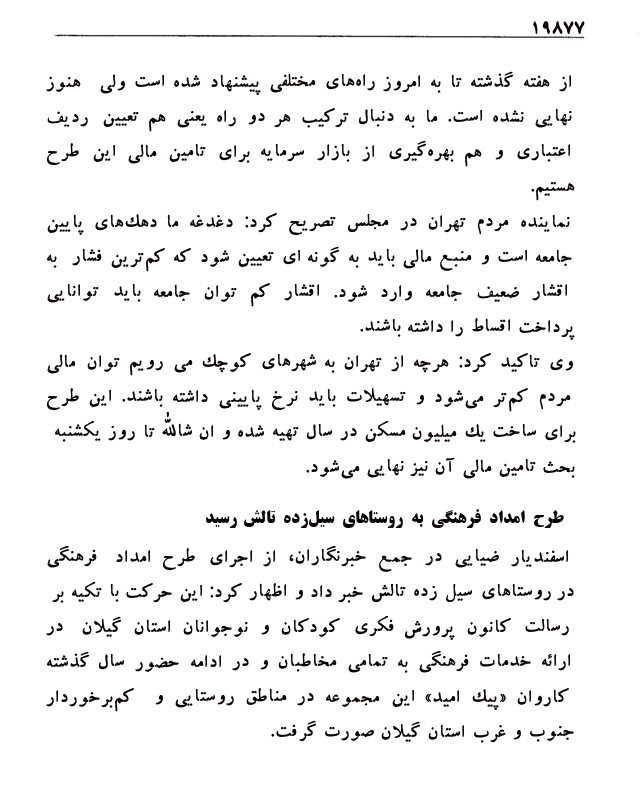 ۱۹۸۷۷
از هفته گذشته تا به امروز راه‌های مختلفی پیشنهاد شده است ولی هنوز
نهایی نشده است. ما به دنبال ترکیب هر دو راه یعنی هم تعیین ردیف
اعتباری و هم بهره‌گیری از بازار سرمایه برای تامین مالی این طرح
هستیم.
نماینده مردم تهران در مجلس تصریح کرد: دغدغه ما دهک‌های پایین
جامعه است و منبع مالی باید به گونه ای تعیین شود که کم‌ترین فشار به
اقشار ضعیف جامعه وارد شود. اقشار کم توان جامعه باید توانایی
پرداخت اقساط را داشته باشند.
وی تاکید کرد: هرچه از تهران به شهرهای کوچک می رویم توان مالی
مردم کم‌تر می‌شود و تسهیلات باید نرخ پایینی داشته باشند. این طرح
برای ساخت یک میلیون مسکن در سال تهیه شده و ان شالله تا روز یکشنبه
بحث تامین مالی آن نیز نهایی می‌شود.
طرح امداد فرهنگی به روستاهای سیل‌زده تالش رسید
اسفندیار ضیایی در جمع خبرنگاران، از اجرای طرح امداد فرهنگی
در روستاهای سیل زده تالش خبر داد و اظهار کرد: این حرکت با تکیه بر
رسالت کانون پرورش فکری کودکان و نوجوانان استان گیلان در
ارائه خدمات فرهنگی به تمامی مخاطبان و در ادامه حضور سال گذشته
کاروان «پیک امید» این مجموعه در مناطق روستایی و کم‌برخوردار
جنوب و غرب استان گیلان صورت گرفت.